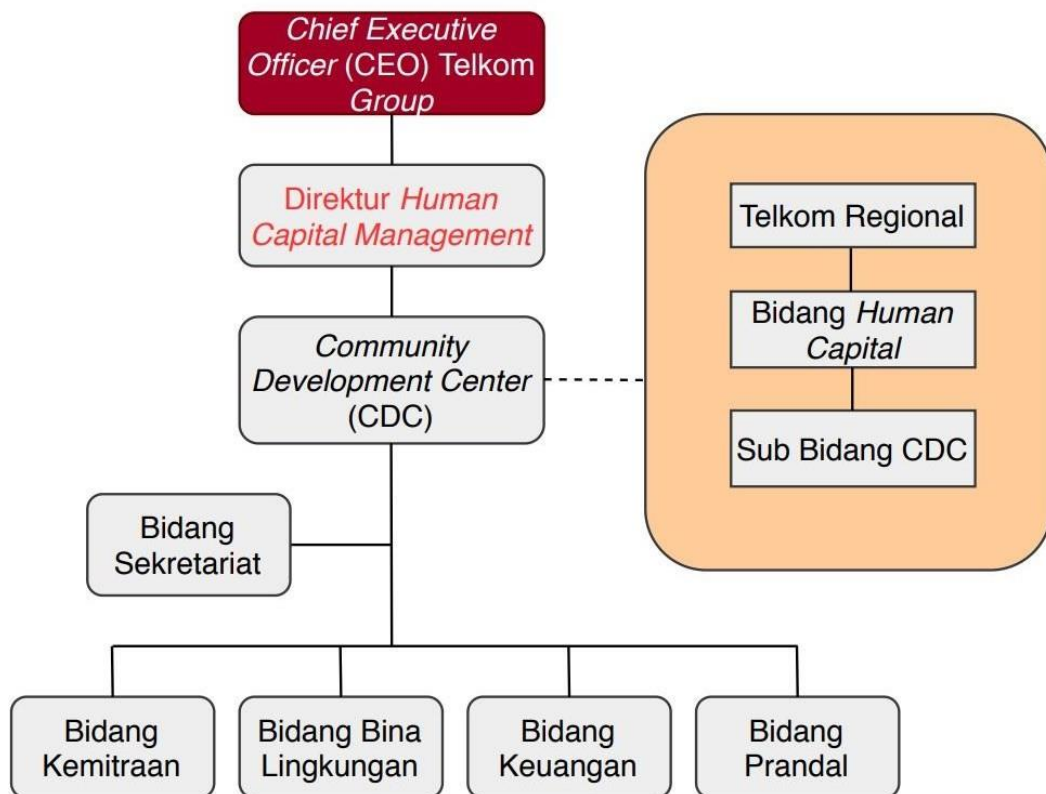 Chief Executive
Officer (CEO) Telkom
Group
Direktur Human
Capital Management
Community
Development Center
(CDC)
Telkom Regional
Bidang Human
Capital
Sub Bidang CDC
Bidang
Sekretariat
Bidang
Kemitraan
Bidang Bina
Lingkungan
Bidang
Keuangan
Bidang
Prandal